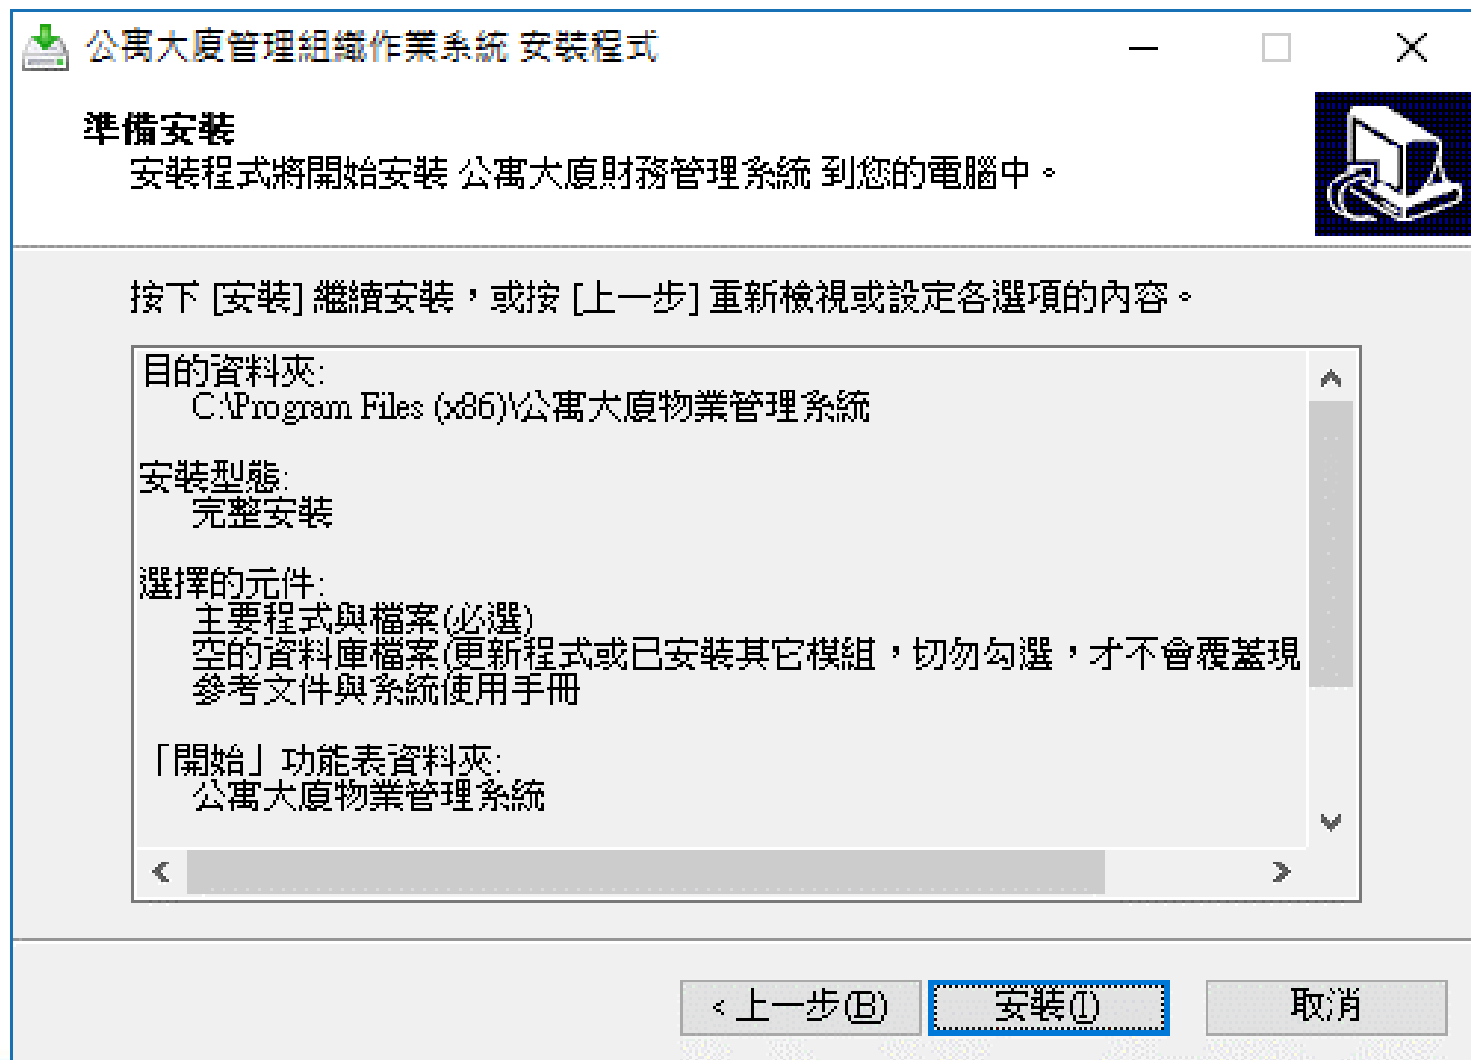 公寓大廈管理組織作業系統 安裝程式
準備安裝
安裝程式將開始安裝 公寓大廈財務管理系統 到您的電腦中。
按下 [安裝] 繼續安裝，或按 [上一步] 重新檢視或設定各選項的內容。
目的資料夾:
C:\Program Files (x86)\公寓大廈物業管理系統
安裝型態:
完整安裝
選擇的元件:
主要程式與檔案(必選)
空的資料庫檔案(更新程式或已安裝其它模組，切勿勾選，才不會覆蓋現
參考文件與系統使用手冊
「開始」功能表資料夾:
公寓大廈物業管理系統
< 上一步(B)
安裝(I)
取消